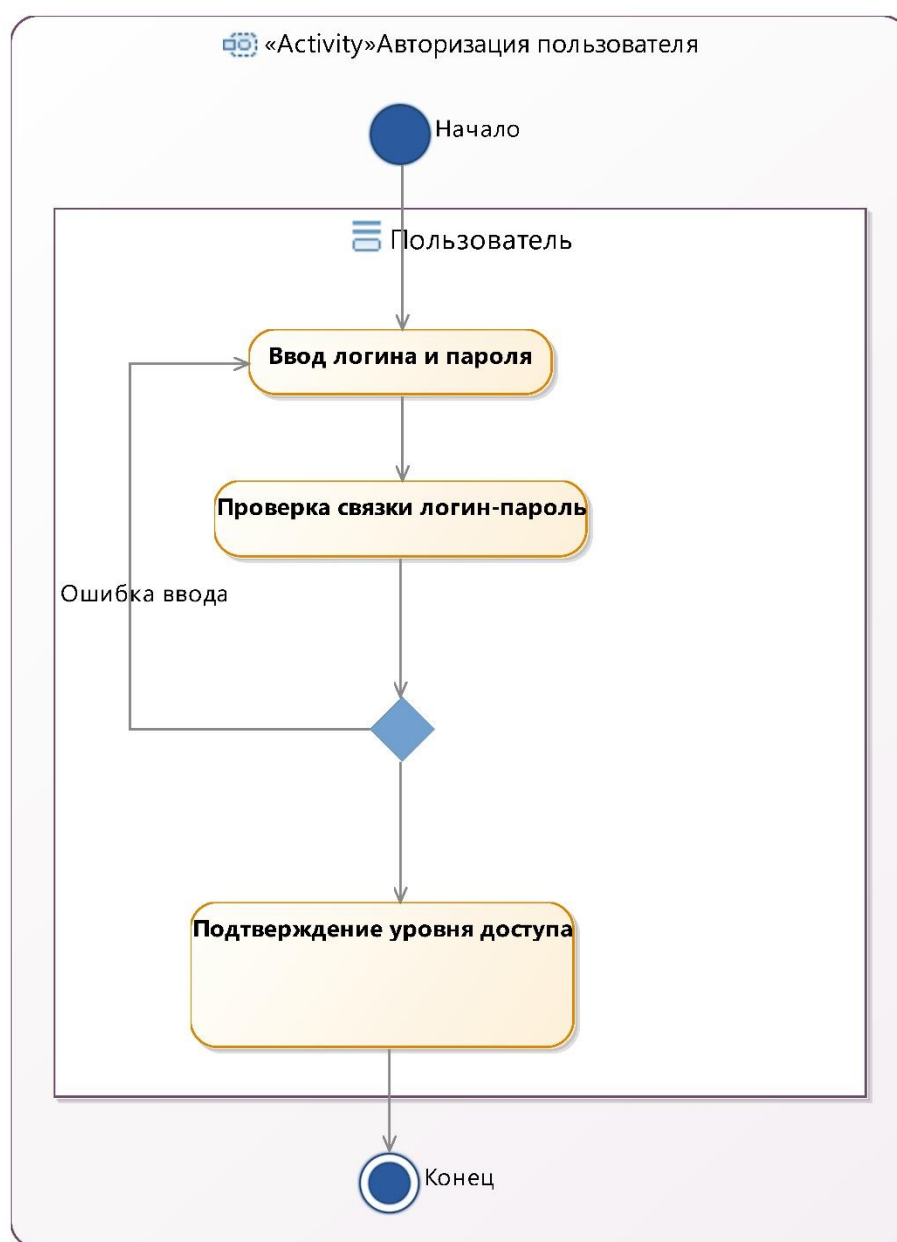 «Activity»Авторизация пользователя
Начало
Пользователь
Ввод логина и пароля
Проверка связки логин-пароль
Ошибка ввода
Подтверждение уровня доступа
Конец